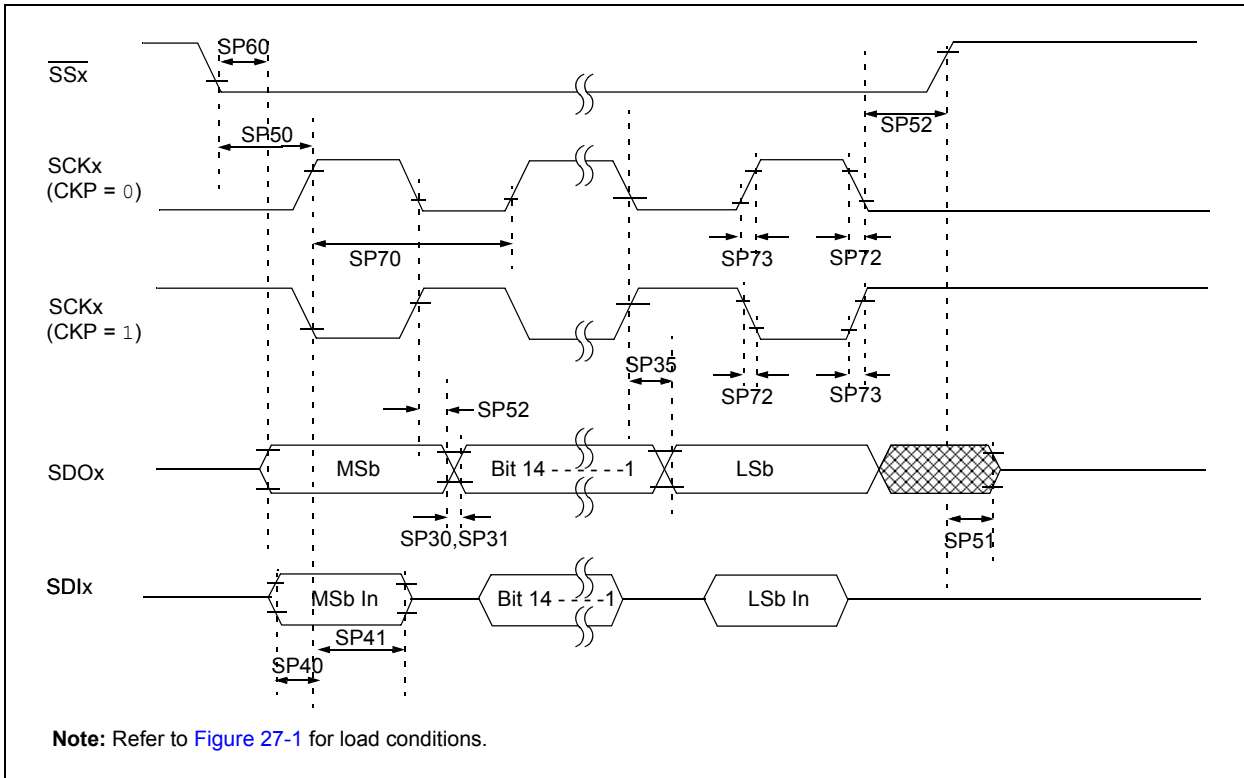 SP60
SSx
SP50
SP52
SCKx
(CKP = 0)
SP70
SP73
SP72
SCKx
(CKP = 1)
SP35
SP72
SP73
SP52
SDOx
MSb
Bit 14 - - - - - -1
LSb
SP30,SP31
SP51
SDIx
MSb In
Bit 14 - - - -1
LSb In
SP41
SP40
Note: Refer to Figure 27-1 for load conditions.